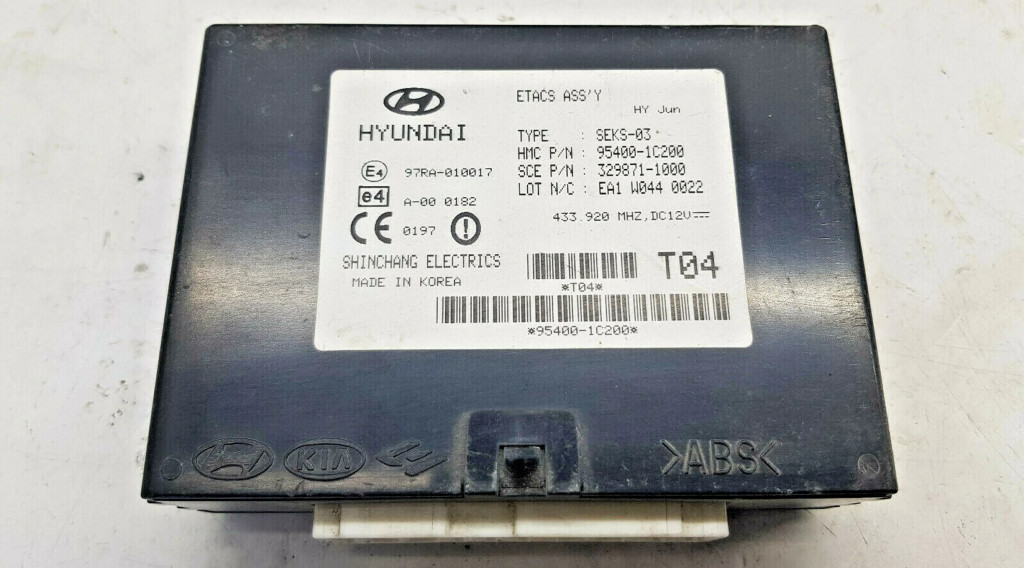 HYUNDAI
E4 97RA-010017
e4 A-00 0182
CE 0197
SHINCHANG ELECTRICS
MADE IN KOREA
ETACS ASS'Y
HY Jun
TYPE : SEKS-03
HMC P/N : 95400-1C200
SCE P/N : 329871-1000
LOT N/C : EA1 W044 0022
433.920 MHZ,DC12V
*T04*
T04
*95400-1C200*
KIA
>ABS<